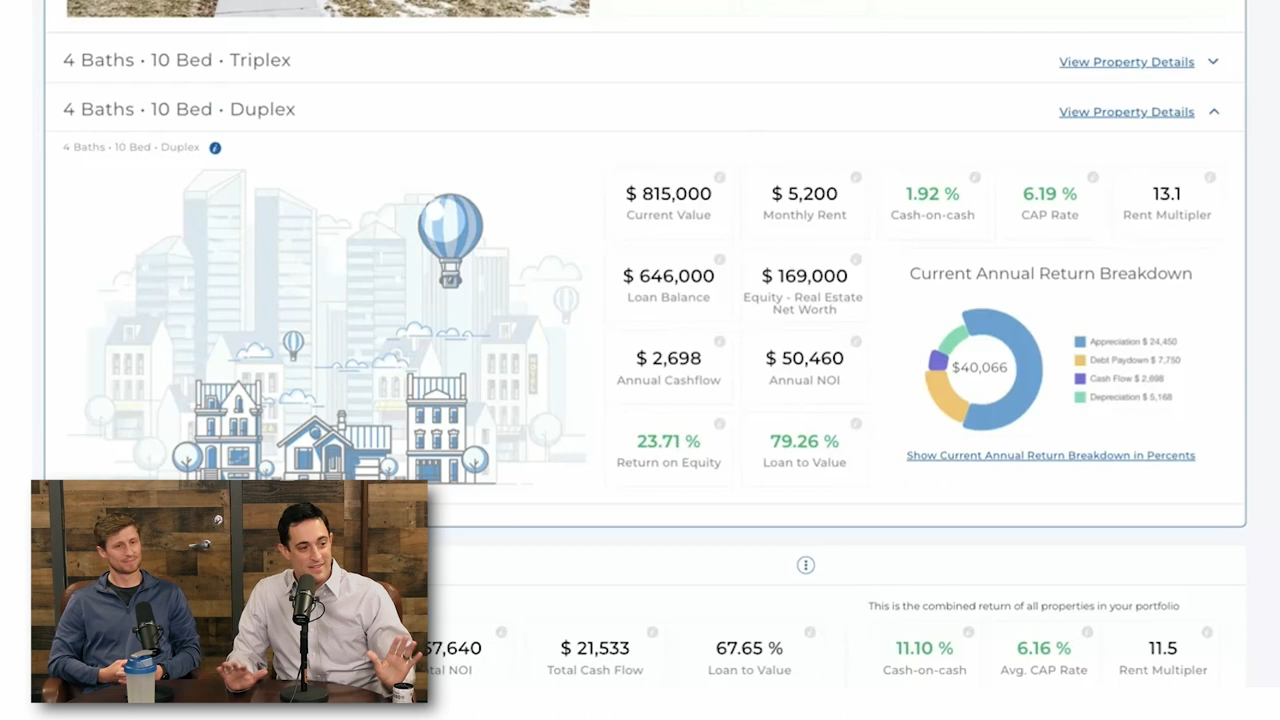 4 Baths • 10 Bed • Triplex
View Property Details
4 Baths • 10 Bed • Duplex
View Property Details
4 Baths • 10 Bed • Duplex
$ 815,000
Current Value
$ 5,200
Monthly Rent
1.92 %
Cash-on-cash
6.19 %
CAP Rate
13.1
Rent Multipler
$ 646,000
Loan Balance
$ 169,000
Equity - Real Estate
Net Worth
$ 2,698
Annual Cashflow
$ 50,460
Annual NOI
23.71 %
Return on Equity
79.26 %
Loan to Value
Current Annual Return Breakdown
$40,066
Appreciation $ 24,450
Debt Paydown $ 7,750
Cash Flow $ 2,698
Depreciation $ 5,168
Show Current Annual Return Breakdown in Percents
This is the combined return of all properties in your portfolio
7,640
NOI
$ 21,533
Total Cash Flow
67.65 %
Loan to Value
11.10 %
Cash-on-cash
6.16 %
Avg. CAP Rate
11.5
Rent Multiplier